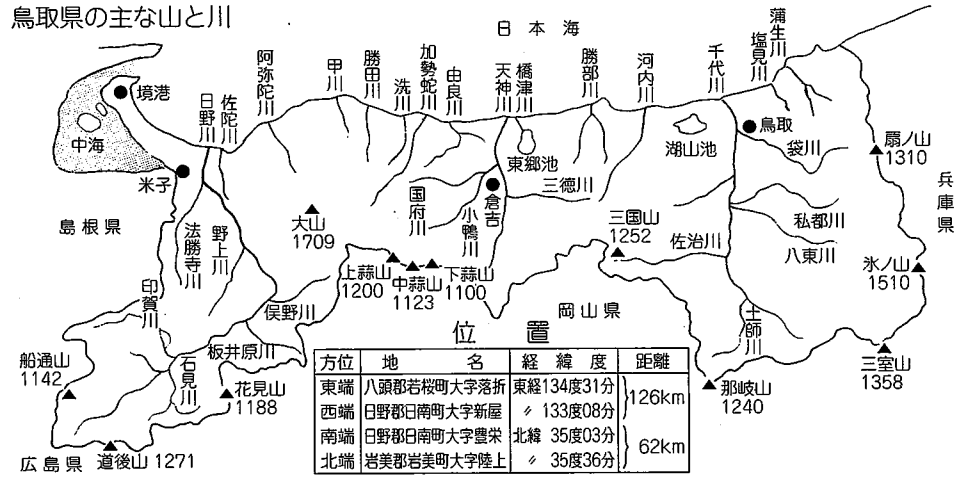 鳥取県の主な山と川
日本海
蒲生川
塩見川
千代川
河内川
勝部川
橋津川
天神川
由良川
加勢蛇川
洗川
勝田川
甲川
阿弥陀川
佐陀川
日野川
境港
中海
米子
島根県
鳥取
袋川
湖山池
東郷池
三徳川
倉吉
小鴨川
国府川
扇ノ山
1310
兵庫県
私都川
八東川
佐治川
三国山
1252
大山
1709
野上川
法勝寺川
印賀川
上蒜山
1200
中蒜山
1123
下蒜山
1100
氷ノ山
1510
岡山県
俣野川
板井原川
石見川
土師川
船通山
1142
花見山
1188
那岐山
1240
三室山
1358
広島県
道後山 1271
位置
方位 地名 経緯度 距離
東端 八頭郡若桜町大字落折 東経134度31分
126km
西端 日野郡日南町大字新屋 〃 133度08分
南端 日野郡日南町大字豊栄 北緯 35度03分
62km
北端 岩美郡岩美町大字陸上 〃 35度36分